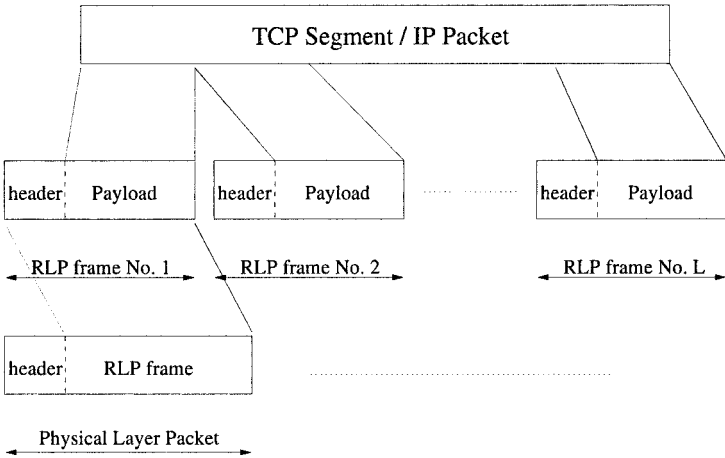 TCP Segment / IP Packet
header Payload header Payload header Payload
RLP frame No. 1 RLP frame No. 2 RLP frame No. L
header RLP frame
Physical Layer Packet